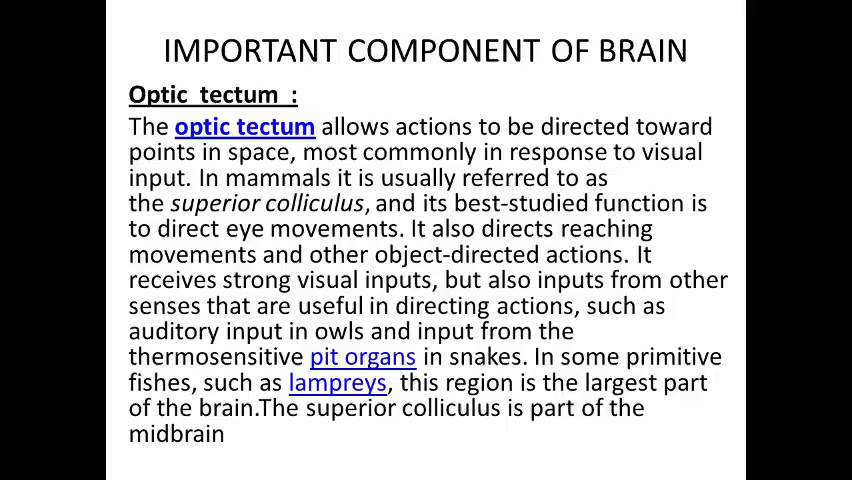 IMPORTANT COMPONENT OF BRAIN
Optic tectum :
The optic tectum allows actions to be directed toward
points in space, most commonly in response to visual
input. In mammals it is usually referred to as
the superior colliculus, and its best-studied function is
to direct eye movements. It also directs reaching
movements and other object-directed actions. It
receives strong visual inputs, but also inputs from other
senses that are useful in directing actions, such as
auditory input in owls and input from the
thermosensitive pit organs in snakes. In some primitive
fishes, such as lampreys, this region is the largest part
of the brain.The superior colliculus is part of the
midbrain